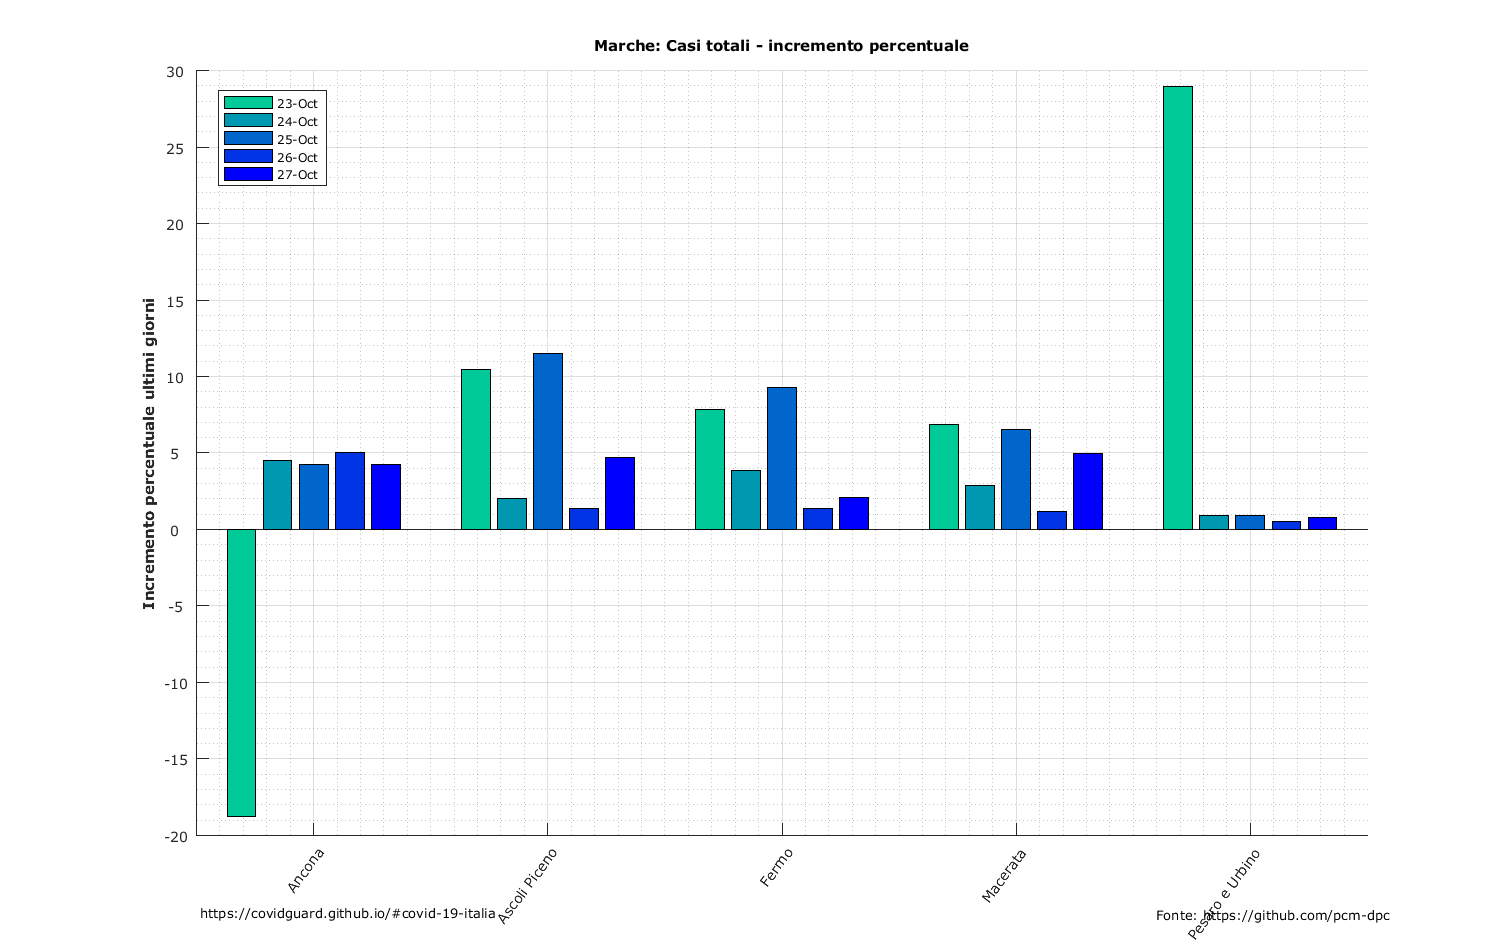 Marche: Casi totali - incremento percentuale
30
25
20
15
10
5
0
-5
-10
-15
-20
Incremento percentuale ultimi giorni
23-Oct
24-Oct
25-Oct
26-Oct
27-Oct
Ancona
Ascoli Piceno
Fermo
Macerata
Pesaro e Urbino
https://covidguard.github.io/#covid-19-italia
Fonte: https://github.com/pcm-dpc